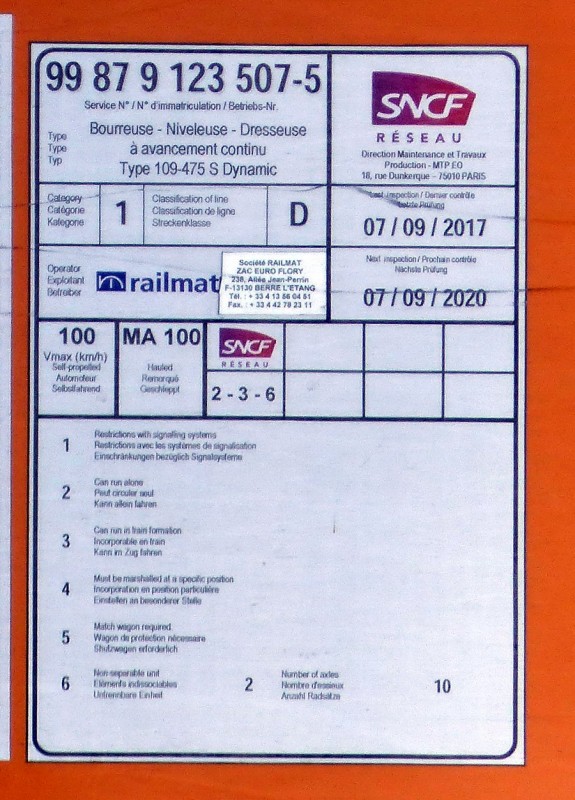 99 87 9 123 507-5
Service N° / N° d'immatriculation / Betriebs-Nr.
Type
Type
Typ
Bourreuse - Niveleuse - Dresseuse
à avancement continu
Type 109-475 S Dynamic
SNCF
RÉSEAU
Direction Maintenance et Travaux
Production - MTP EO
18, rue Dunkerque – 75010 PARIS
Category
Catégorie
Kategorie
1
Classification of line
Classification de ligne
Streckenklasse
D
Last inspection / Dernier contrôle
Letzte Prüfung
07 / 09 / 2017
Operator
Exploitant
Betreiber
railmat
Société RAILMAT
ZAC EURO FLORY
238, Allée Jean-Perrin
F-13130 BERRE L'ETANG
Tél. : + 33 4 13 58 04 51
Fax. : + 33 4 42 78 23 11
Next inspection / Prochain contrôle
Nächste Prüfung
07 / 09 / 2020
100
Vmax (km/h)
Self-propelled
Automoteur
Selbstfahrend
MA 100
Hauled
Remorqué
Geschleppt
SNCF
RÉSEAU
2 - 3 - 6
1
Restrictions with signalling systems
Restrictions avec les systèmes de signalisation
Einschränkungen bezüglich Signalsysteme
2
Can run alone
Peut circuler seul
Kann allein fahren
3
Can run in train formation
Incorporable en train
Kann im Zug fahren
4
Must be marshalled at a specific position
Incorporation en position particulière
Einstellen an besonderer Stelle
5
Match wagon required
Wagon de protection nécessaire
Shutzwagen erforderlich
6
Non separable unit
Eléments indissociables
Untrennbare Einheit
2
Number of axles
Nombre d'essieux
Anzahl Radsätze
10